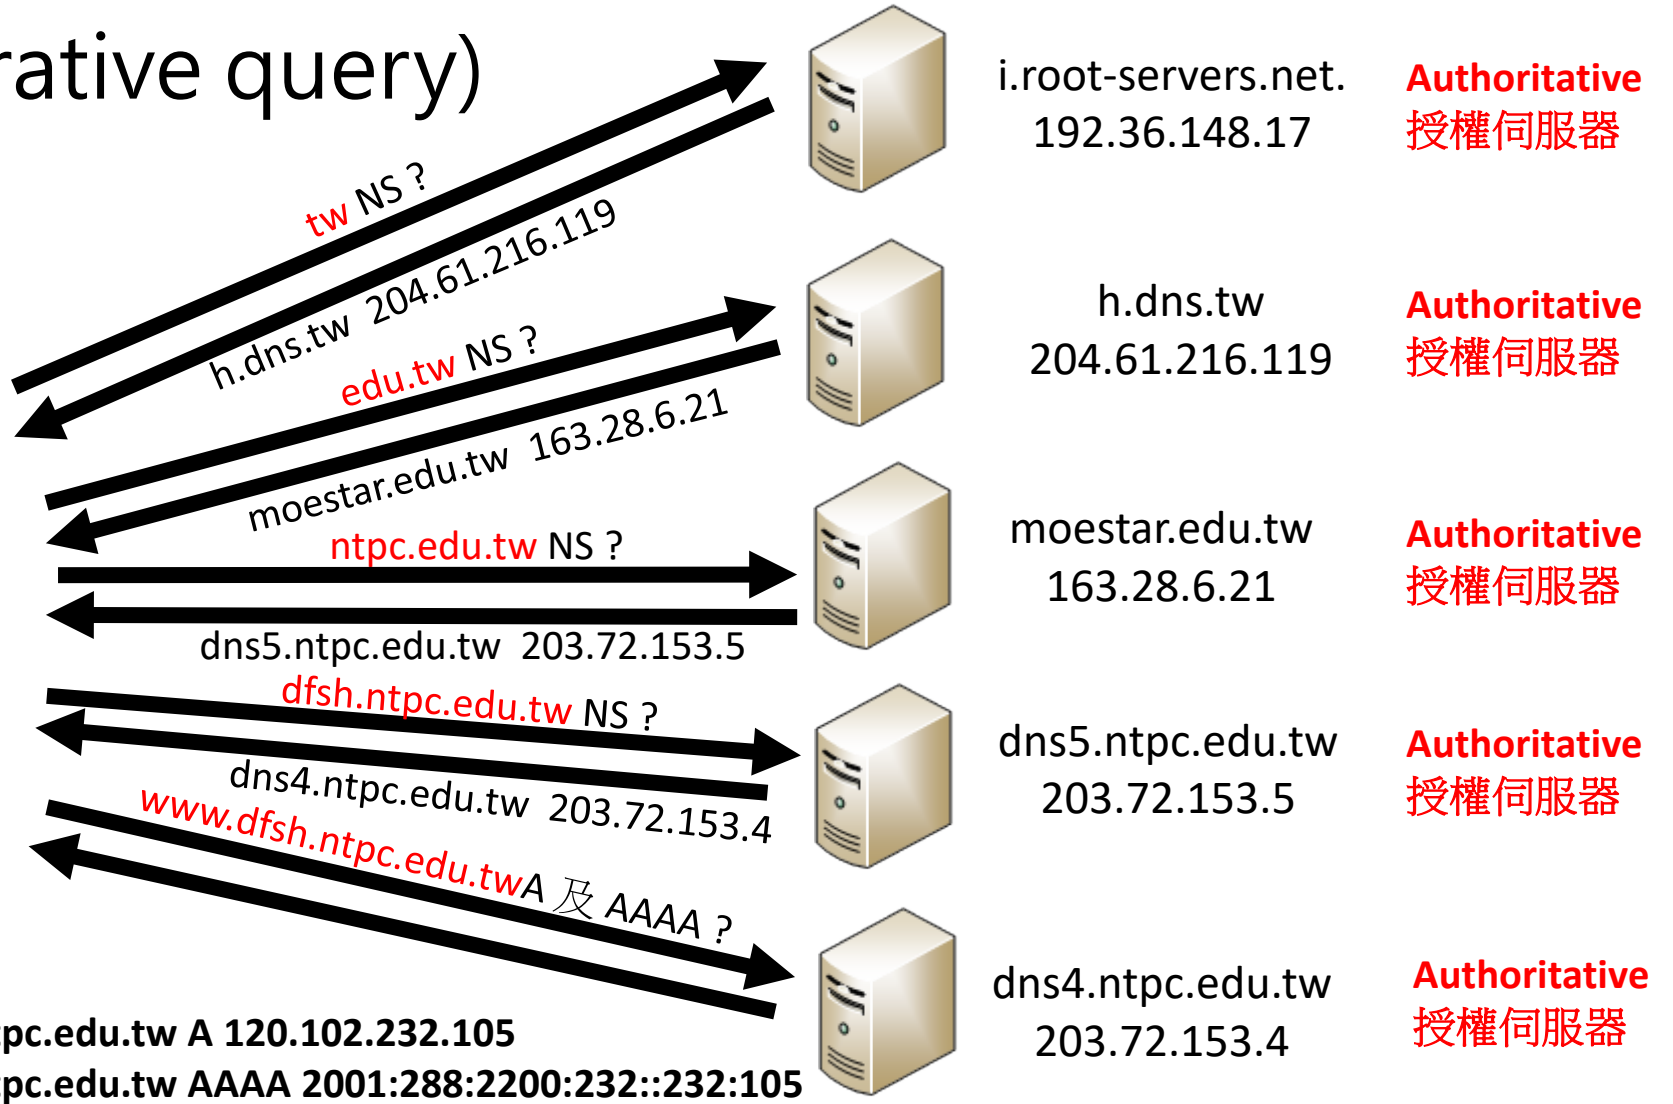 rative query)
i.root-servers.net.
192.36.148.17
Authoritative
授權伺服器
tw NS ?
h.dns.tw 204.61.216.119
h.dns.tw
204.61.216.119
Authoritative
授權伺服器
edu.tw NS ?
moestar.edu.tw 163.28.6.21
moestar.edu.tw
163.28.6.21
Authoritative
授權伺服器
ntpc.edu.tw NS ?
dns5.ntpc.edu.tw 203.72.153.5
dns5.ntpc.edu.tw
203.72.153.5
Authoritative
授權伺服器
dfsh.ntpc.edu.tw NS ?
dns4.ntpc.edu.tw 203.72.153.4
www.dfsh.ntpc.edu.twA 及 AAAA ?
dns4.ntpc.edu.tw
203.72.153.4
Authoritative
授權伺服器
tpc.edu.tw A 120.102.232.105
tpc.edu.tw AAAA 2001:288:2200:232::232:105